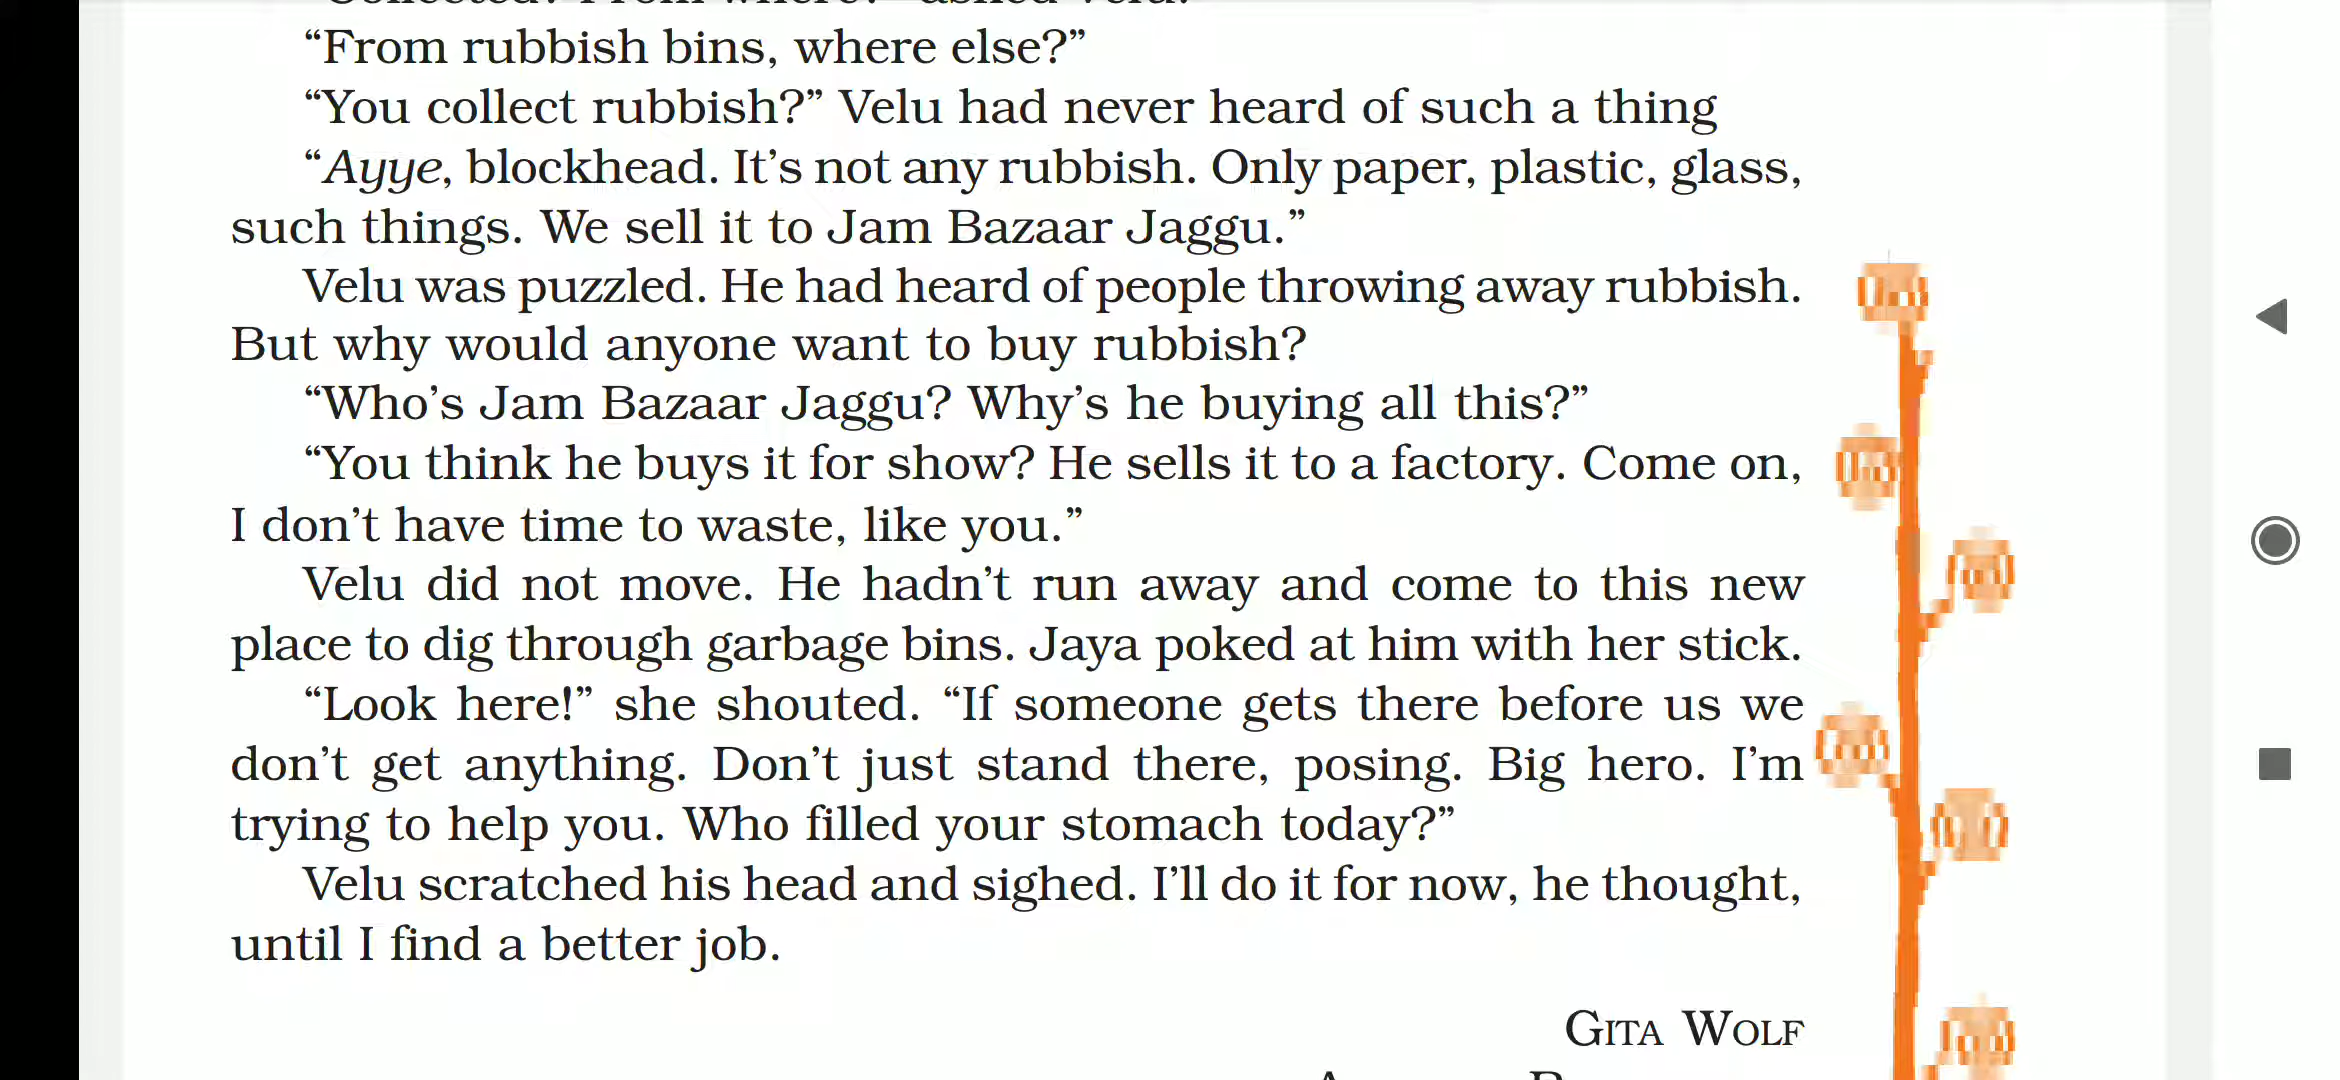 “From rubbish bins, where else?”
“You collect rubbish?” Velu had never heard of such a thing
“Ayye, blockhead. It’s not any rubbish. Only paper, plastic, glass,
such things. We sell it to Jam Bazaar Jaggu.”
Velu was puzzled. He had heard of people throwing away rubbish.
But why would anyone want to buy rubbish?
“Who’s Jam Bazaar Jaggu? Why’s he buying all this?”
“You think he buys it for show? He sells it to a factory. Come on,
I don’t have time to waste, like you.”
Velu did not move. He hadn’t run away and come to this new
place to dig through garbage bins. Jaya poked at him with her stick.
“Look here!” she shouted. “If someone gets there before us we
don’t get anything. Don’t just stand there, posing. Big hero. I’m
trying to help you. Who filled your stomach today?”
Velu scratched his head and sighed. I’ll do it for now, he thought,
until I find a better job.
GITA WOLF